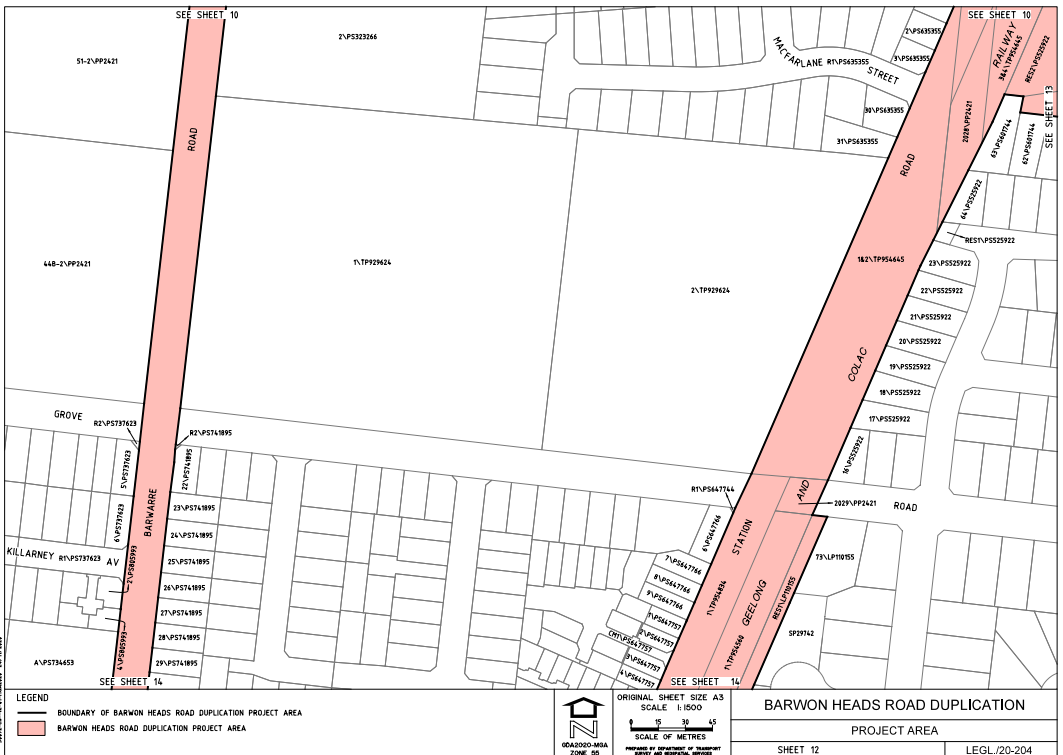 SEE SHEET 10
SEE SHEET 10
2\PS323266
51-2\PP2421
2\PS635355
3\PS635355
MACFARLANE R1\PS635355
STREET
RAILWAY
3&4\TP954645
RES2\PS525922
SEE SHEET 13
30\PS635355
31\PS635355
2028\PP2421
63\PS601744
62\PS601744
ROAD
ROAD
64\PS525922
RES1\PS525922
44B-2\PP2421
1\TP929624
2\TP929624
1&2\TP954645
23\PS525922
22\PS525922
21\PS525922
20\PS525922
19\PS525922
18\PS525922
17\PS525922
16\PS525922
COLAC
GROVE
R2\PS737623
R2\PS741895
5\PS737623
22\PS741895
6\PS737623
BARWARRE
23\PS741895
24\PS741895
25\PS741895
26\PS741895
27\PS741895
28\PS741895
29\PS741895
KILLARNEY R1\PS737623 AV
2\PS805993
4\PS805993
A\PS734653
R1\PS647744
AND
2029\PP2421
ROAD
6\PS647766
STATION
7\PS647766
8\PS647766
9\PS647766
1\PS647757
2\PS647757
CM1\PS647757
3\PS647757
4\PS647757
1\TP954834
GEELONG
1\TP954560
RES1\LP110155
73\LP110155
SP29742
SEE SHEET 14
SEE SHEET 14
LEGEND
BOUNDARY OF BARWON HEADS ROAD DUPLICATION PROJECT AREA
BARWON HEADS ROAD DUPLICATION PROJECT AREA
N
GDA2020-MGA
ZONE 55
ORIGINAL SHEET SIZE A3
SCALE 1:1500
0 15 30 45
SCALE OF METRES
PREPARED BY DEPARTMENT OF TRANSPORT
SURVEY AND GEOSPATIAL SERVICES
BARWON HEADS ROAD DUPLICATION
PROJECT AREA
SHEET 12
LEGL./20-204